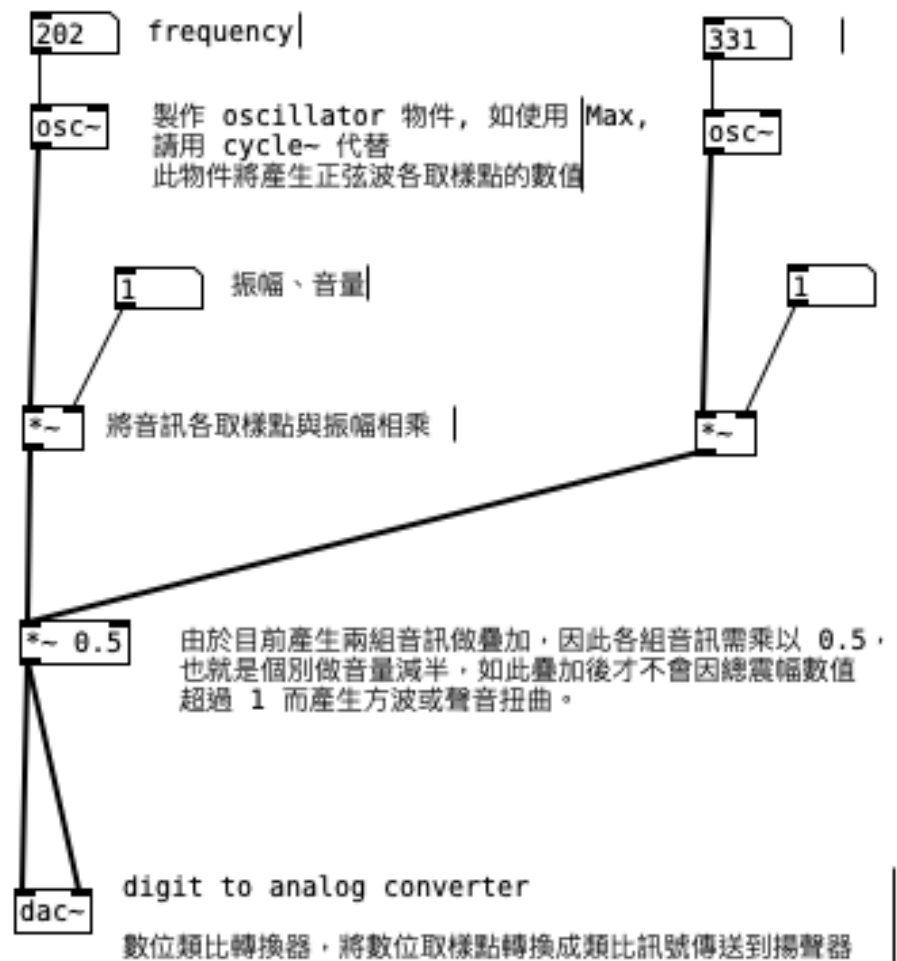 202
frequency
331
osc~
製作 oscillator 物件, 如使用 Max,
請用 cycle~ 代替
此物件將產生正弦波各取樣點的數值
osc~
1
振幅、音量
1
*~
將音訊各取樣點與振幅相乘
*~
*~ 0.5
由於目前產生兩組音訊做疊加，因此各組音訊需乘以 0.5，
也就是個別做音量減半，如此疊加後才不會因總震幅數值
超過 1 而產生方波或聲音扭曲。
dac~
digit to analog converter
數位類比轉換器，將數位取樣點轉換成類比訊號傳送到揚聲器